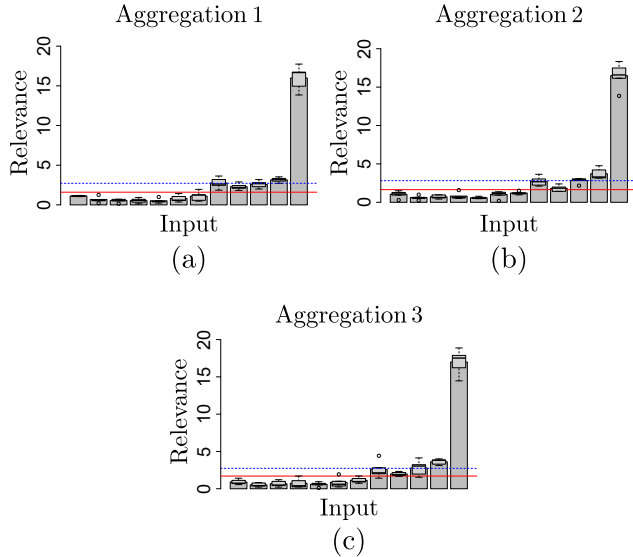 Aggregation 1
Aggregation 2
Relevance
0 5 10 15 20
Input
(a)
Relevance
0 5 10 15 20
Input
(b)
Aggregation 3
Relevance
0 5 10 15 20
Input
(c)